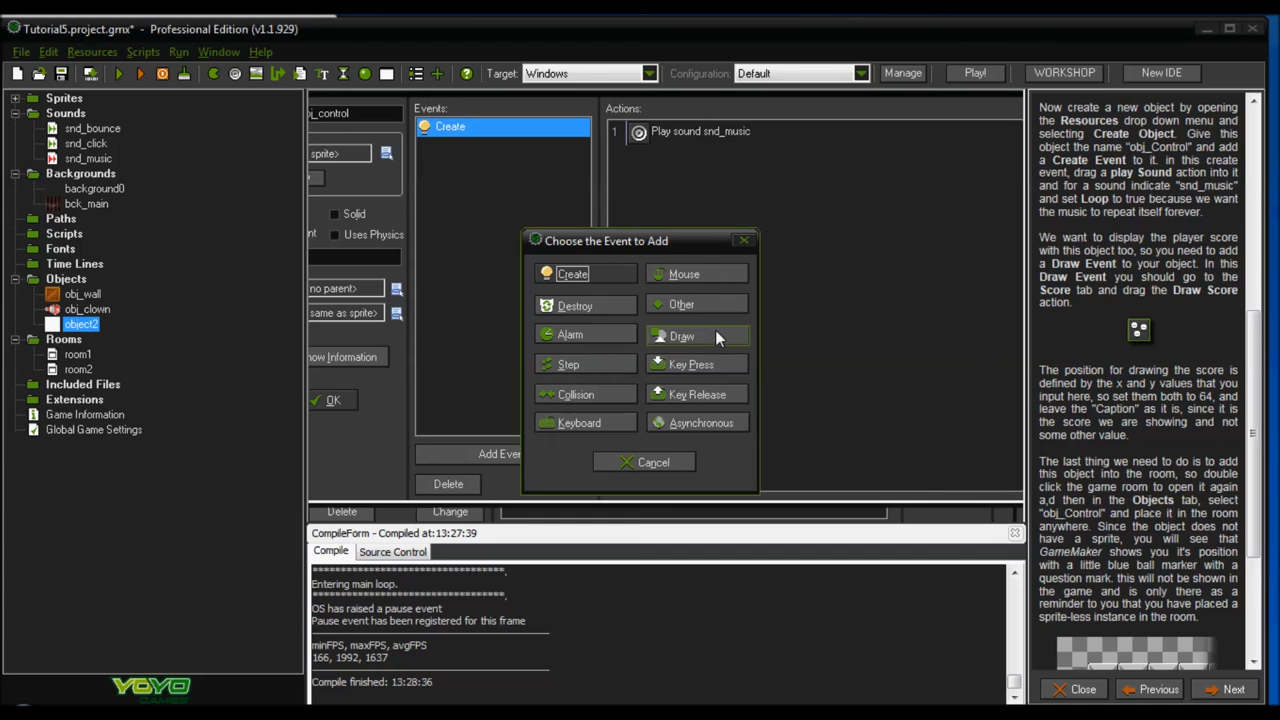 Tutorial5.project.gmx* - Professional Edition (v1.1.929)
File Edit Resources Scripts Run Window Help
Target: Windows Configuration: Default Manage Play! WORKSHOP New IDE
Sprites
Sounds
snd_bounce
snd_click
snd_music
Backgrounds
background0
bck_main
Paths
Scripts
Fonts
Time Lines
Objects
obj_wall
obj_clown
object2
Rooms
room1
room2
Included Files
Extensions
Game Information
Global Game Settings
YOYO
GAMES
bj_control
sprite>
Solid
Uses Physics
no parent>
same as sprite>
how Information
OK
Events:
Create
Add Even
Delete
Delete
Change
Actions:
1 Play sound snd_music
Choose the Event to Add
Create Mouse
Destroy Other
Alarm Draw
Step Key Press
Collision Key Release
Keyboard Asynchronous
Cancel
CompileForm - Compiled at:13:27:39
Compile Source Control
***********************************.
Entering main loop.
***********************************.
OS has raised a pause event
Pause event has been registered for this frame
minFPS, maxFPS, avgFPS
166, 1992, 1637
Compile finished: 13:28:36
Now create a new object by opening
the Resources drop down menu and
selecting Create Object. Give this
object the name "obj_Control" and add
a Create Event to it. in this create
event, drag a play Sound action into it
and for a sound indicate "snd_music"
and set Loop to true because we want
the music to repeat itself forever.
We want to display the player score
with this object too, so you need to add
a Draw Event to your object. In this
Draw Event you should go to the
Score tab and drag the Draw Score
action.
The position for drawing the score is
defined by the x and y values that you
input here, so set them both to 64, and
leave the "Caption" as it is, since it is
the score we are showing and not
some other value.
The last thing we need to do is to add
this object into the room, so double
click the game room to open it again
a,d then in the Objects tab, select
"obj_Control" and place it in the room
anywhere. Since the object does not
have a sprite, you will see that
GameMaker shows you it's position
with a little blue ball marker with a
question mark. this will not be shown in
the game and is only there as a
reminder to you that you have placed a
sprite-less instance in the room.
Close Previous Next